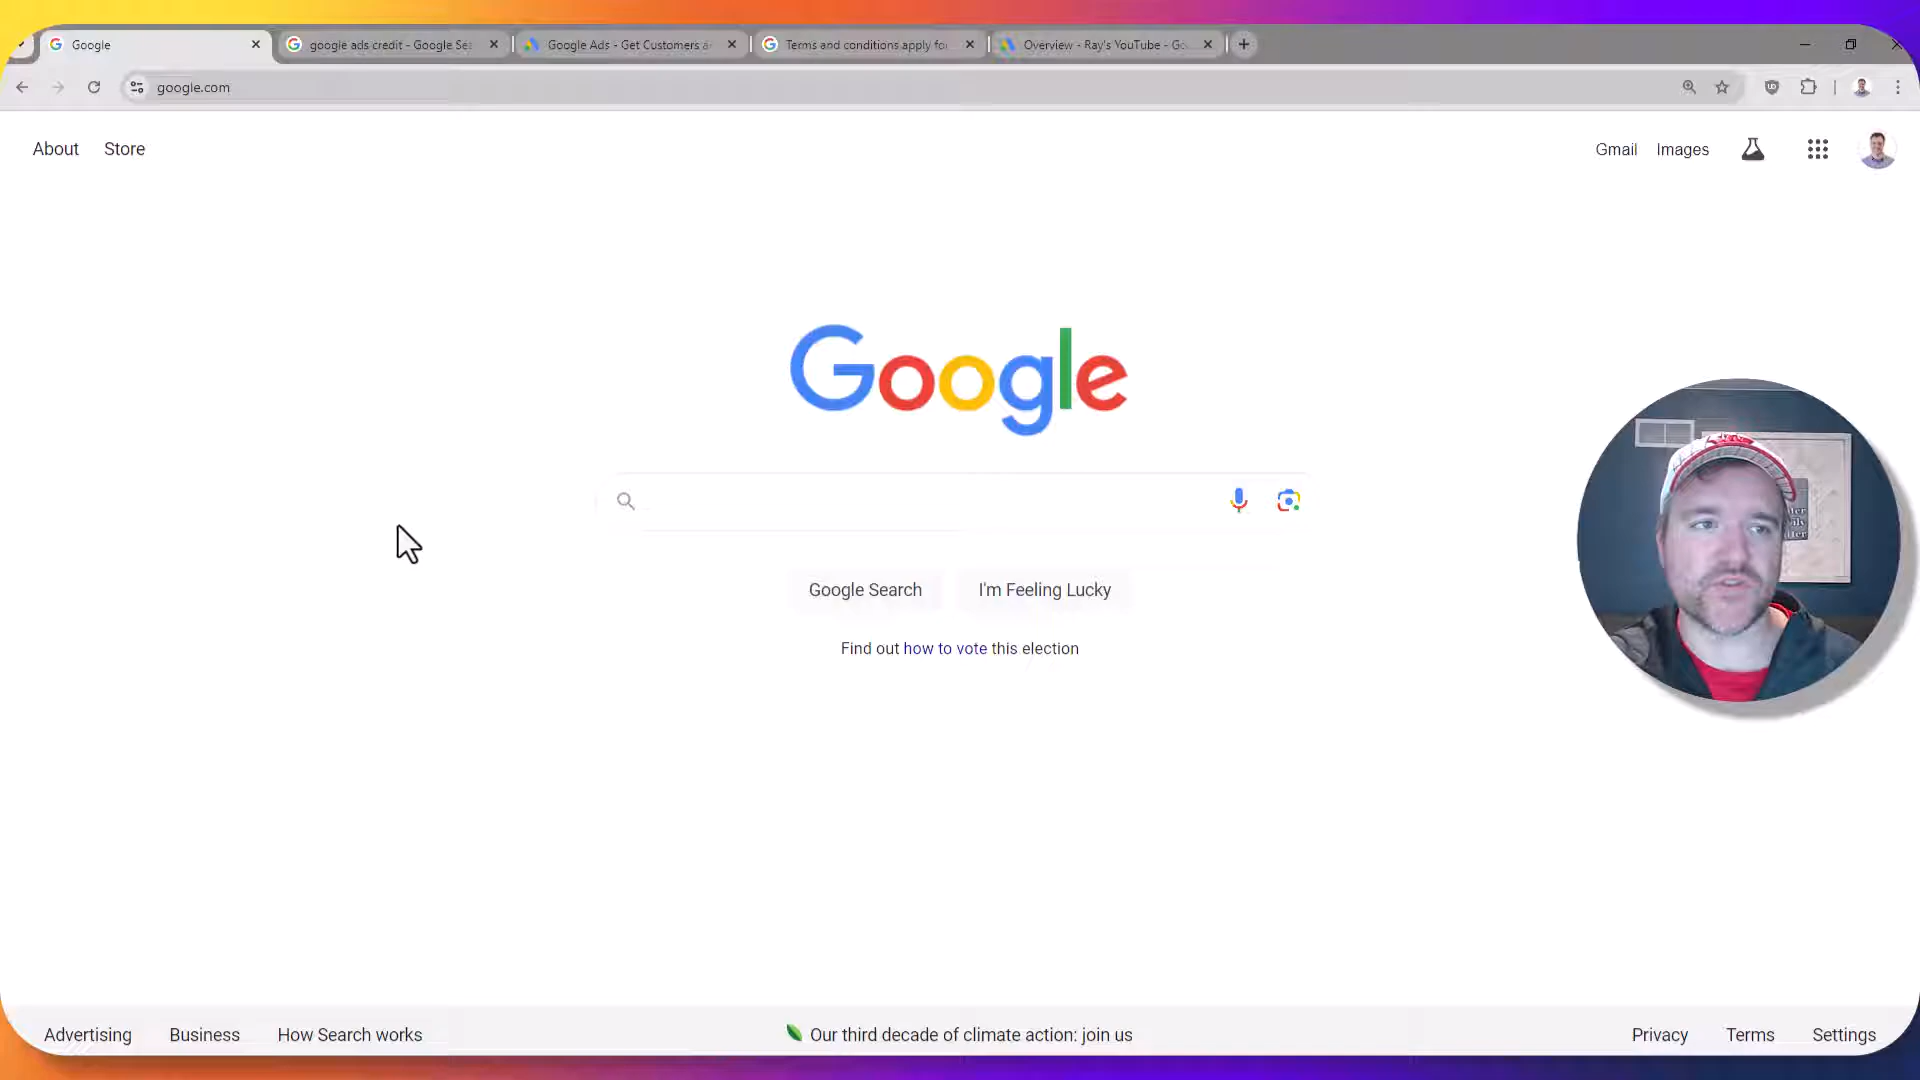 Google
google ads credit - Google Sea
Google Ads - Get Customers a
Terms and conditions apply fo
Overview - Ray's YouTube - Go
google.com
About
Store
Gmail
Images
Google
Google Search
I'm Feeling Lucky
Find out how to vote this election
Advertising
Business
How Search works
Our third decade of climate action: join us
Privacy
Terms
Settings